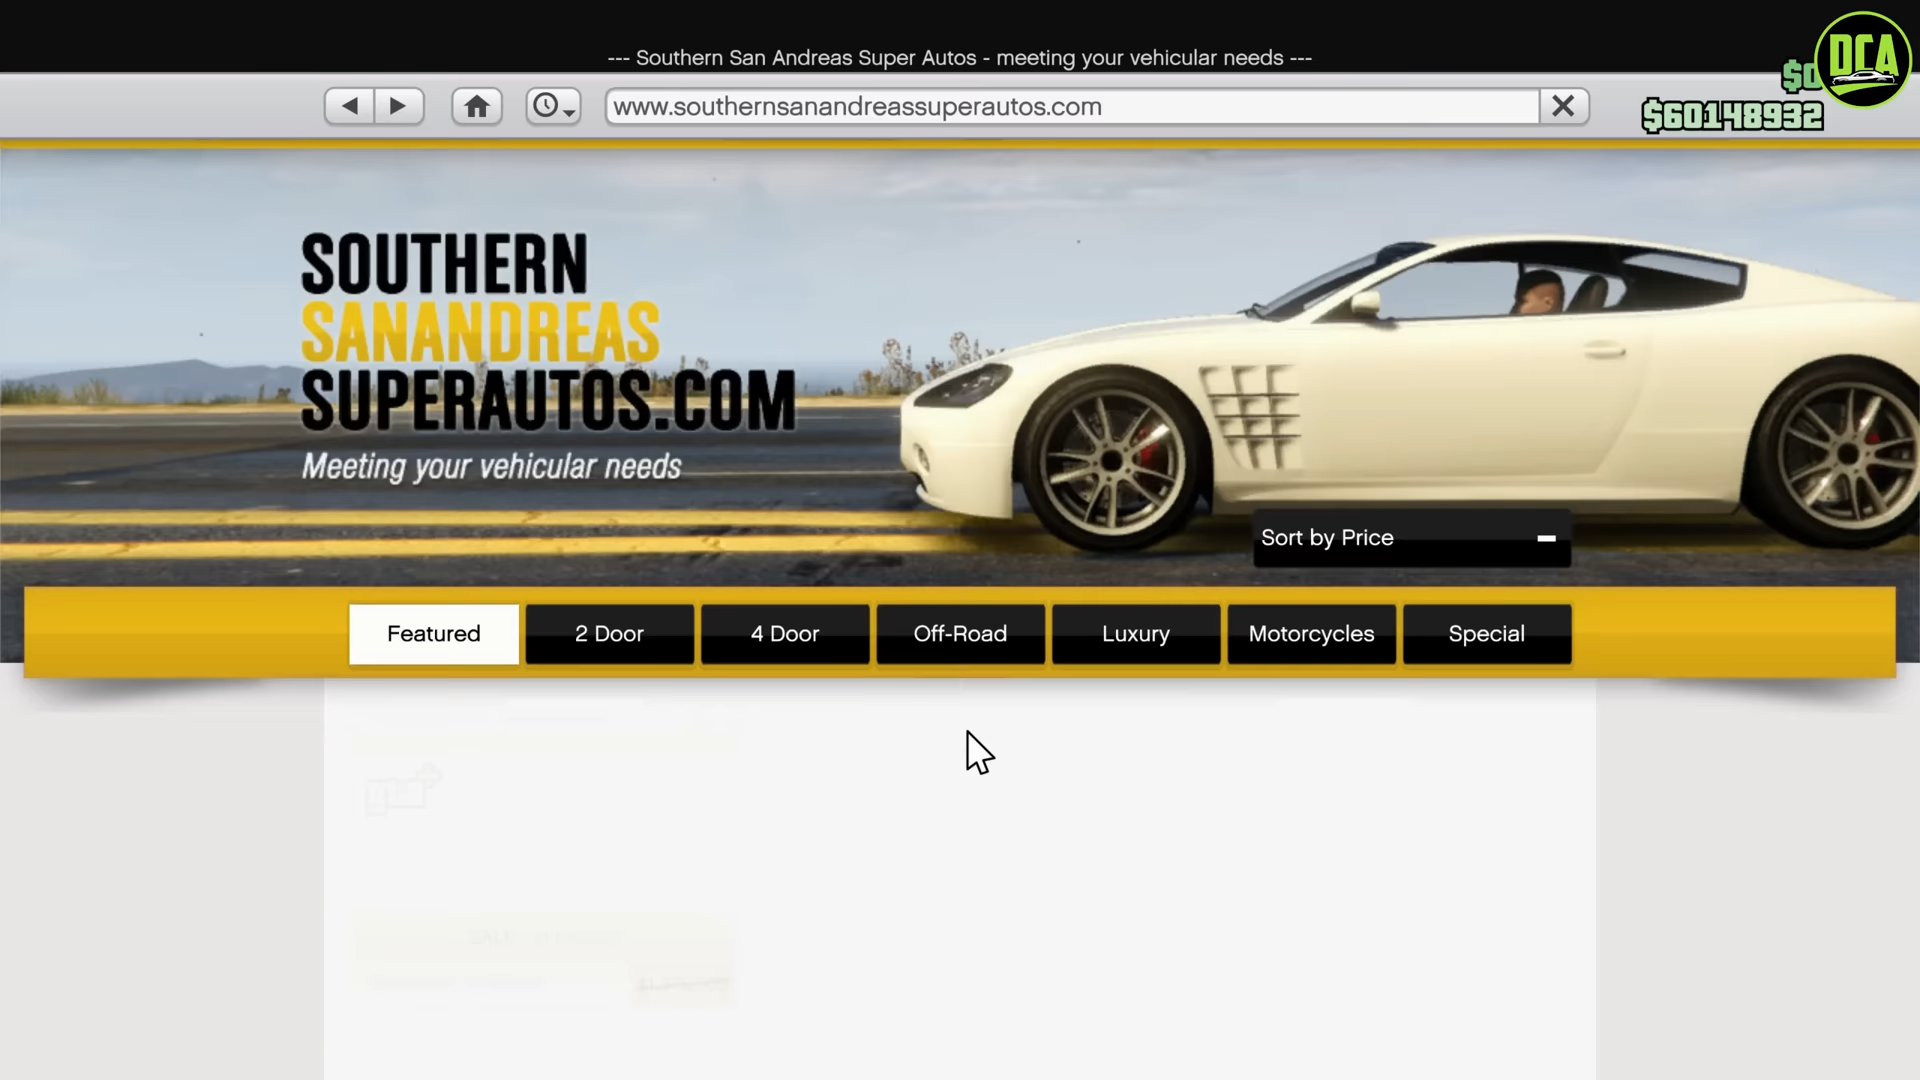 --- Southern San Andreas Super Autos - meeting your vehicular needs ---
DCA
$0
www.southernsanandreassuperautos.com
$60148932
SOUTHERN
SANANDREAS
SUPERAUTOS.COM
Meeting your vehicular needs
Sort by Price
Featured
2 Door
4 Door
Off-Road
Luxury
Motorcycles
Special